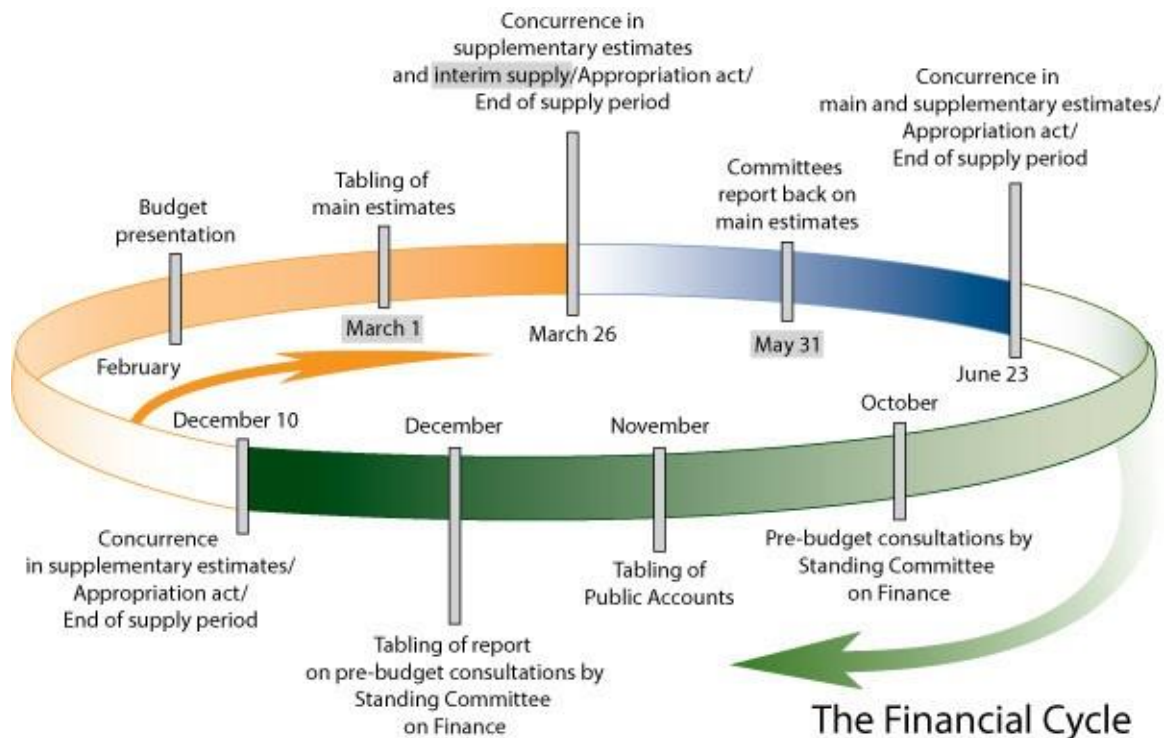 Concurrence in
supplementary estimates
and interim supply/Appropriation act/
End of supply period
Concurrence in
main and supplementary estimates/
Appropriation act/
End of supply period
Tabling of
main estimates
Committees
report back on
main estimates
Budget
presentation
March 1
March 26
May 31
February
June 23
December 10
December
November
October
Concurrence
in supplementary estimates/
Appropriation act/
End of supply period
Tabling of report
on pre-budget consultations by
Standing Committee
on Finance
Tabling of
Public Accounts
Pre-budget consultations by
Standing Committee
on Finance
The Financial Cycle